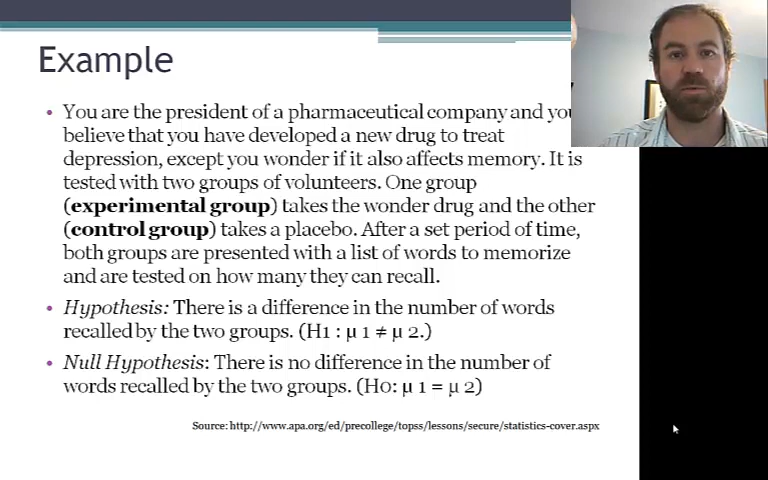 Example
• You are the president of a pharmaceutical company and you
believe that you have developed a new drug to treat
depression, except you wonder if it also affects memory. It is
tested with two groups of volunteers. One group
(experimental group) takes the wonder drug and the other
(control group) takes a placebo. After a set period of time,
both groups are presented with a list of words to memorize
and are tested on how many they can recall.
• Hypothesis: There is a difference in the number of words
recalled by the two groups. (H1 : µ 1 ≠ µ 2.)
• Null Hypothesis: There is no difference in the number of
words recalled by the two groups. (H0: µ 1 = µ 2)
Source: http://www.apa.org/ed/precollege/topss/lessons/secure/statistics-cover.aspx